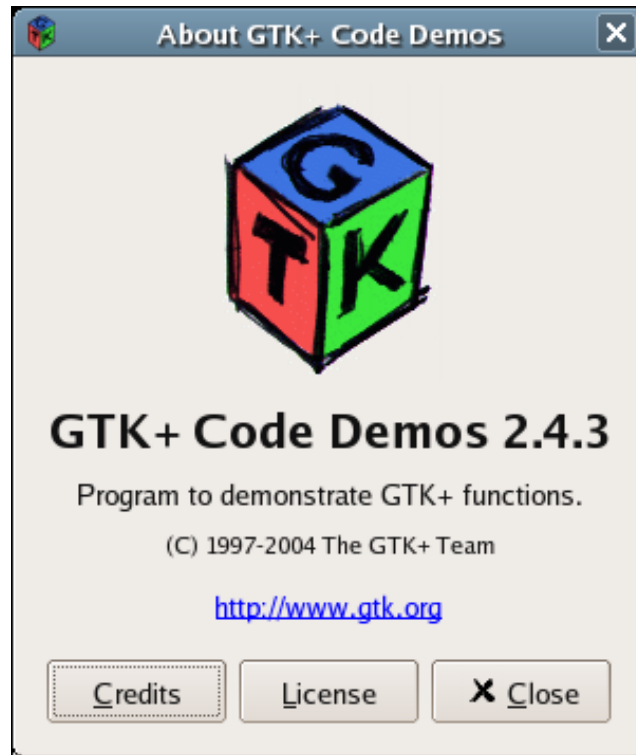 About GTK+ Code Demos
G
T K
GTK+ Code Demos 2.4.3
Program to demonstrate GTK+ functions.
(C) 1997-2004 The GTK+ Team
http://www.gtk.org
Credits License Close